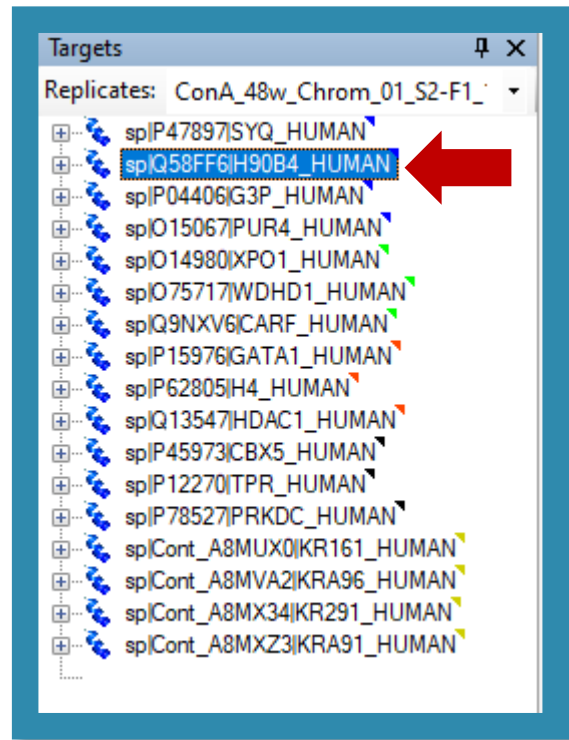 Targets
Replicates: ConA_48w_Chrom_01_S2-F1_
sp|P47897|SYQ_HUMAN
sp|Q58FF6|H90B4_HUMAN
sp|P04406|G3P_HUMAN
sp|O15067|PUR4_HUMAN
sp|O14980|XPO1_HUMAN
sp|O75717|WDHD1_HUMAN
sp|Q9NXV6|CARF_HUMAN
sp|P15976|GATA1_HUMAN
sp|P62805|H4_HUMAN
sp|Q13547|HDAC1_HUMAN
sp|P45973|CBX5_HUMAN
sp|P12270|TPR_HUMAN
sp|P78527|PRKDC_HUMAN
sp|Cont_A8MUX0|KR161_HUMAN
sp|Cont_A8MVA2|KRA96_HUMAN
sp|Cont_A8MX34|KR291_HUMAN
sp|Cont_A8MXZ3|KRA91_HUMAN